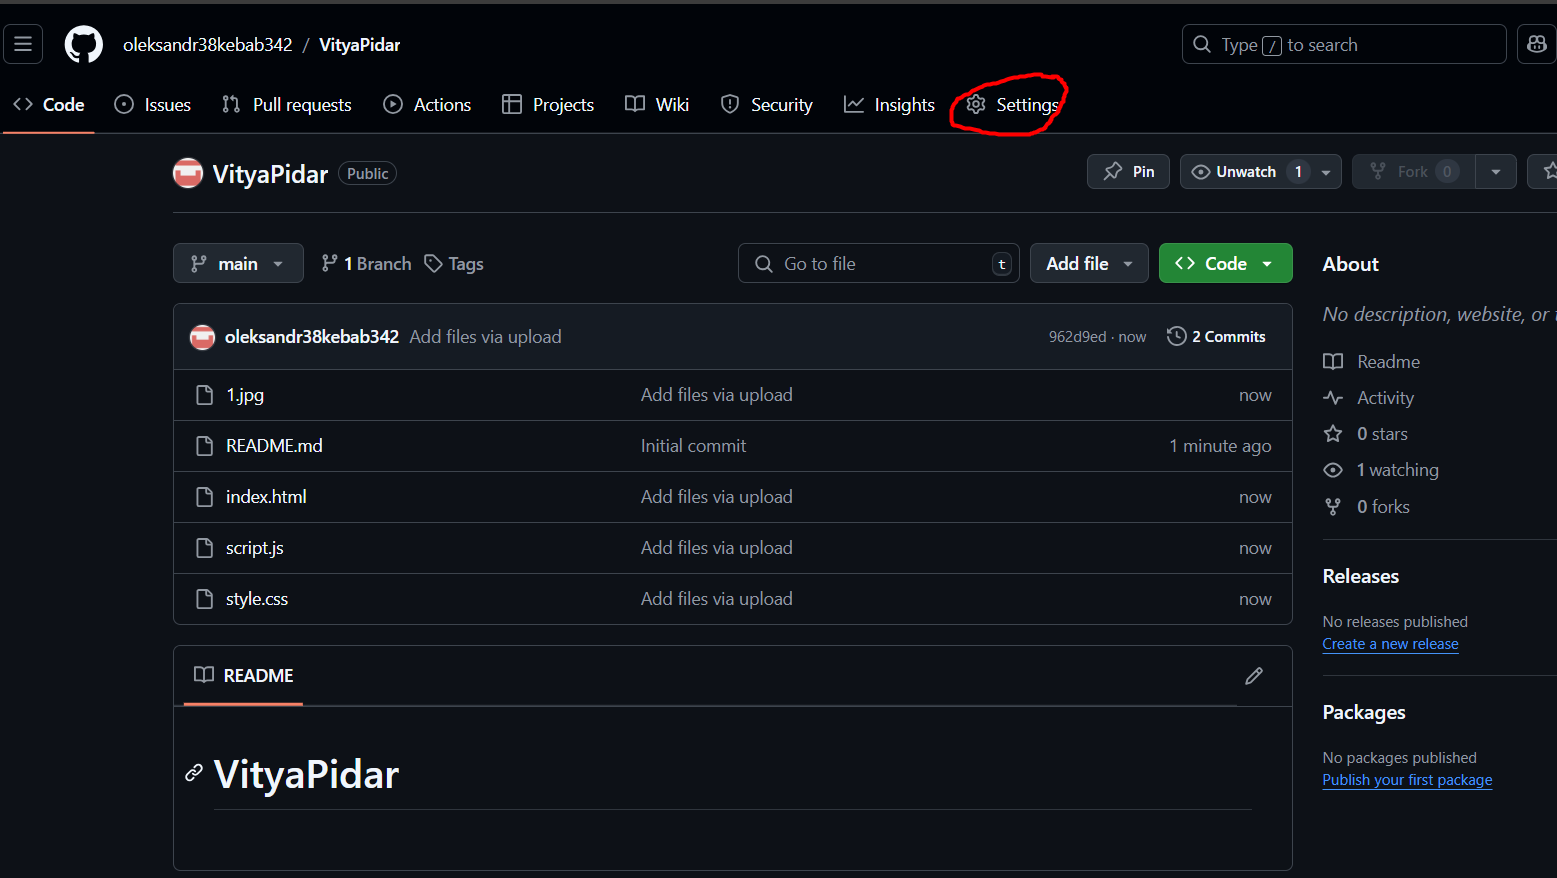 oleksandr38kebab342 / VityaPidar
Type / to search
Code Issues Pull requests Actions Projects Wiki Security Insights Settings
VityaPidar Public
Pin Unwatch 1 Fork 0
main 1 Branch Tags
Go to file t Add file Code
oleksandr38kebab342 Add files via upload 962d9ed · now 2 Commits
1.jpg Add files via upload now
README.md Initial commit 1 minute ago
index.html Add files via upload now
script.js Add files via upload now
style.css Add files via upload now
README
VityaPidar
About
No description, website, or
Readme
Activity
0 stars
1 watching
0 forks
Releases
No releases published
Create a new release
Packages
No packages published
Publish your first package